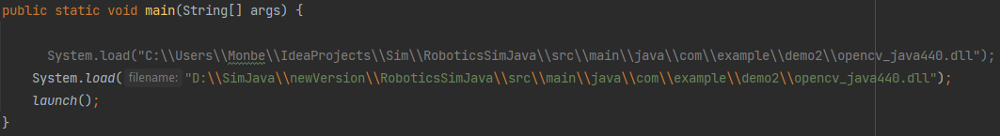 public static void main(String[] args) {
System.load("C:\\Users\\Monbe\\IdeaProjects\\Sim\\RoboticsSimJava\\src\\main\\java\\com\\example\\demo2\\opencv_java440.dll");
System.load( filename: "D:\\SimJava\\newVersion\\RoboticsSimJava\\src\\main\\java\\com\\example\\demo2\\opencv_java440.dll");
launch();
}